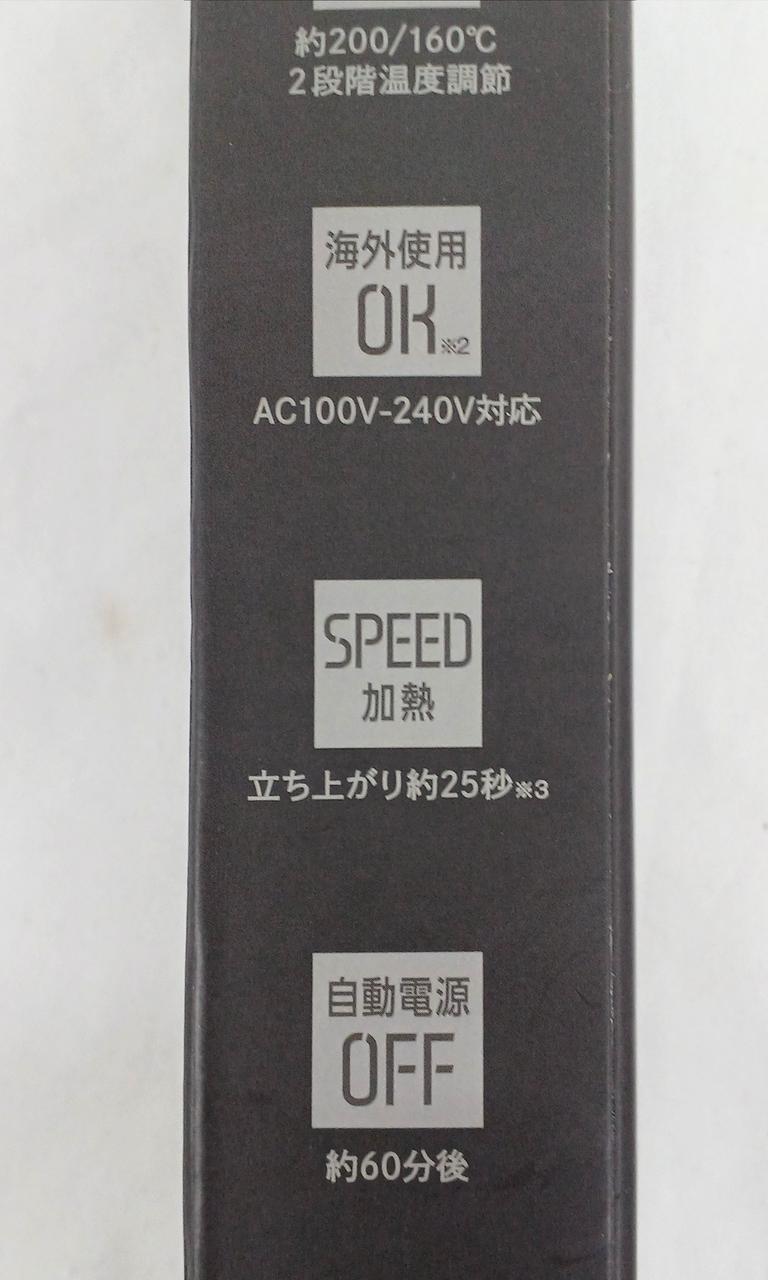 約200/160℃
2段階温度調節
海外使用
OK※2
AC100V-240V対応
SPEED
加熱
立ち上がり約25秒※3
自動電源
OFF
約60分後